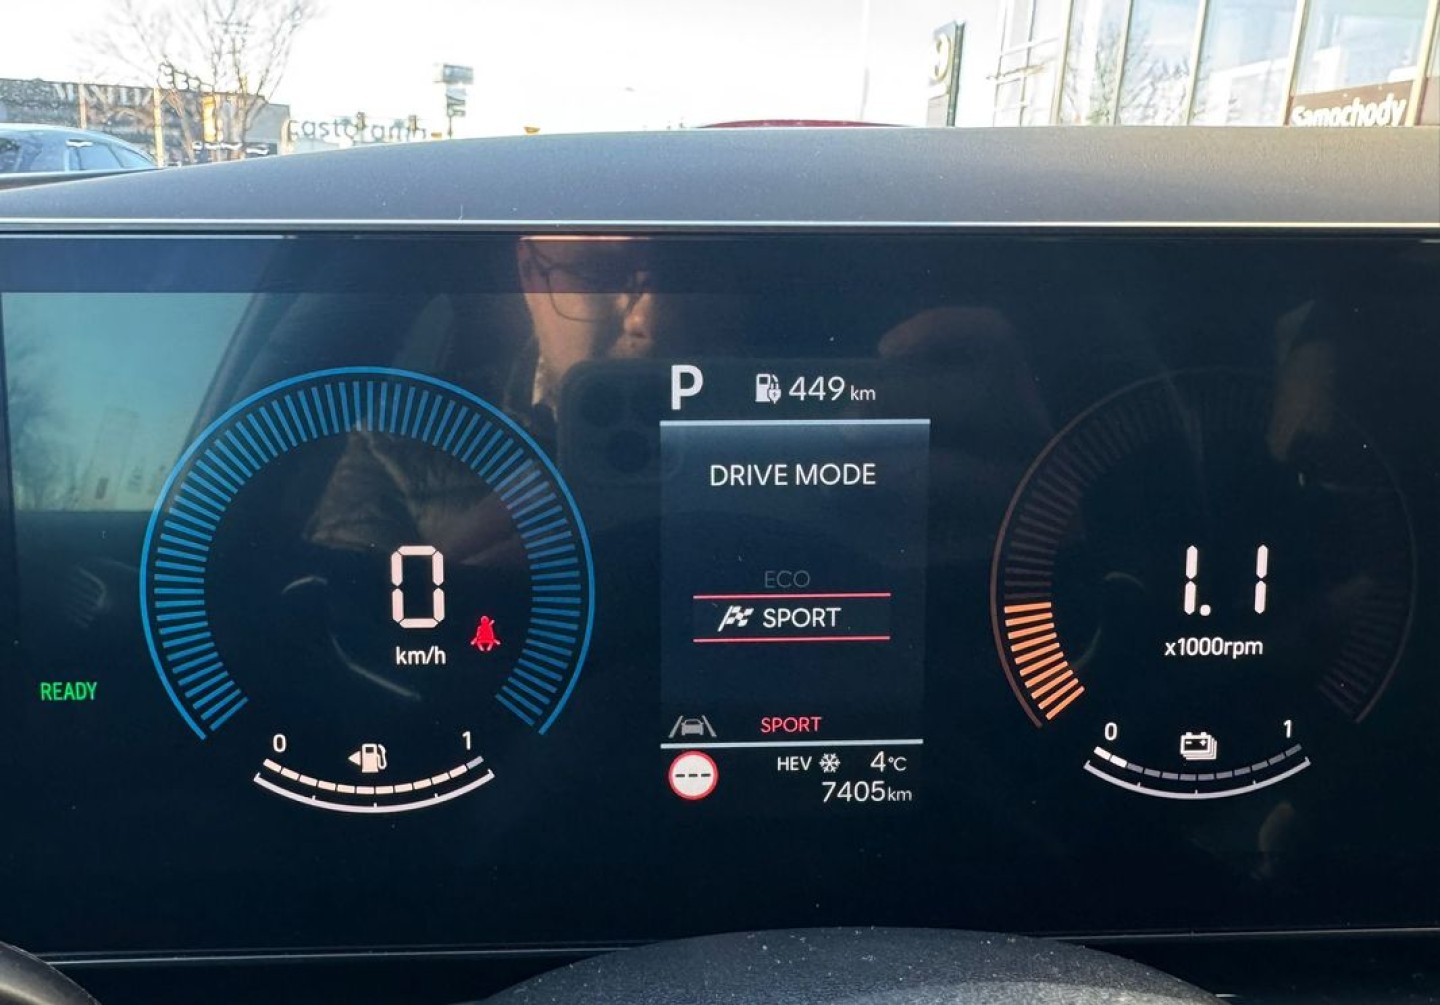 castorama
Samochody
P 449 km
DRIVE MODE
ECO
SPORT
0
km/h
1.1
x1000rpm
READY
SPORT
0 1
0 1
---
HEV 4°C
7405km